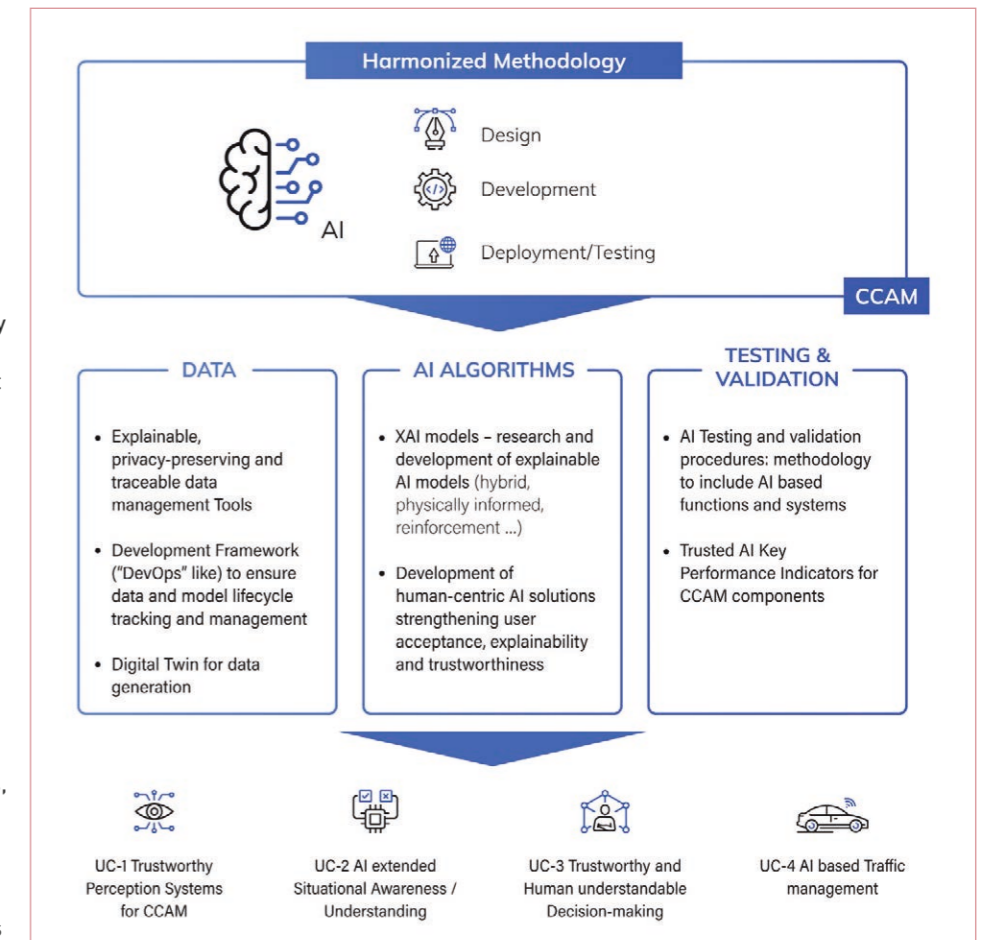 Harmonized Methodology
AI
Design
Development
Deployment/Testing
CCAM
DATA
• Explainable,
privacy-preserving and
traceable data
management Tools
• Development Framework
("DevOps" like) to ensure
data and model lifecycle
tracking and management
• Digital Twin for data
generation
AI ALGORITHMS
• XAI models – research and
development of explainable
AI models (hybrid,
physically informed,
reinforcement ...)
• Development of
human-centric AI solutions
strengthening user
acceptance, explainability
and trustworthiness
TESTING &
VALIDATION
• AI Testing and validation
procedures: methodology
to include AI based
functions and systems
• Trusted AI Key
Performance Indicators for
CCAM components
UC-1 Trustworthy
Perception Systems
for CCAM
UC-2 AI extended
Situational Awareness /
Understanding
UC-3 Trustworthy and
Human understandable
Decision-making
UC-4 AI based Traffic
management